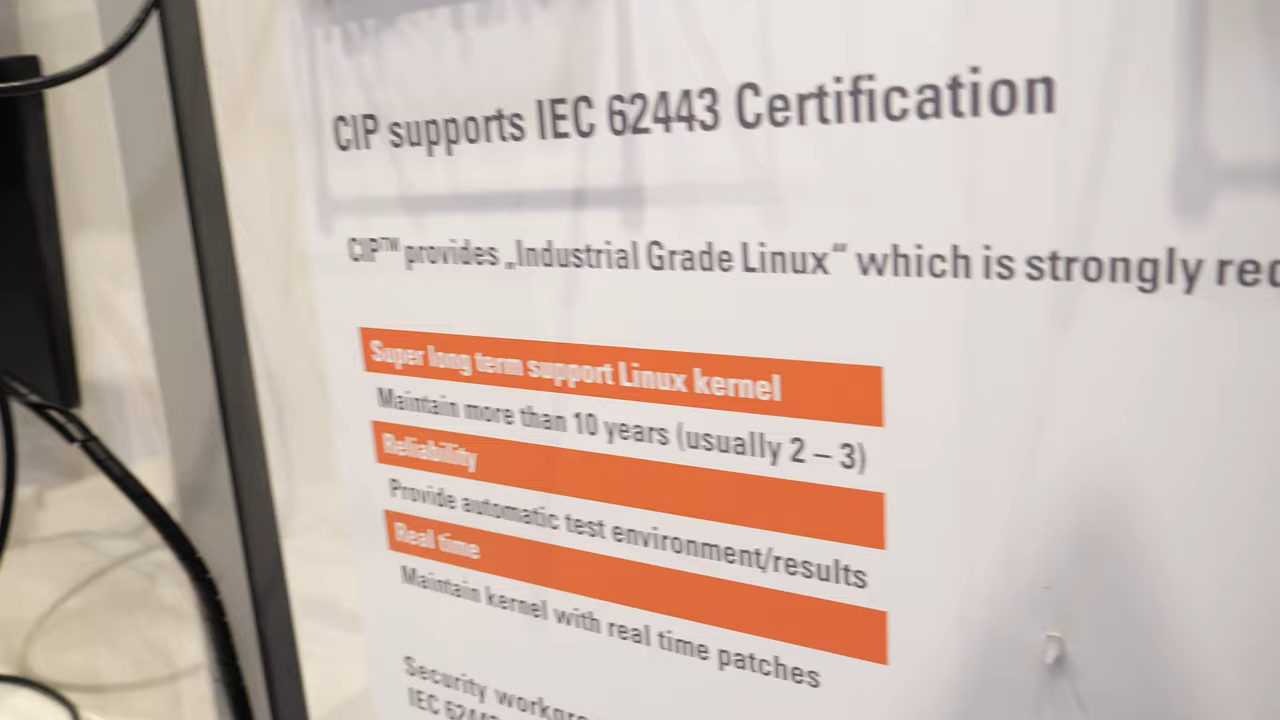 CIP supports IEC 62443 Certification
CIP™ provides „Industrial Grade Linux“ which is strongly
Super long term support Linux kernel
Maintain more than 10 years (usually 2 – 3)
Reliability
Provide automatic test environment/results
Real time
Maintain kernel with real time patches
Security
IEC